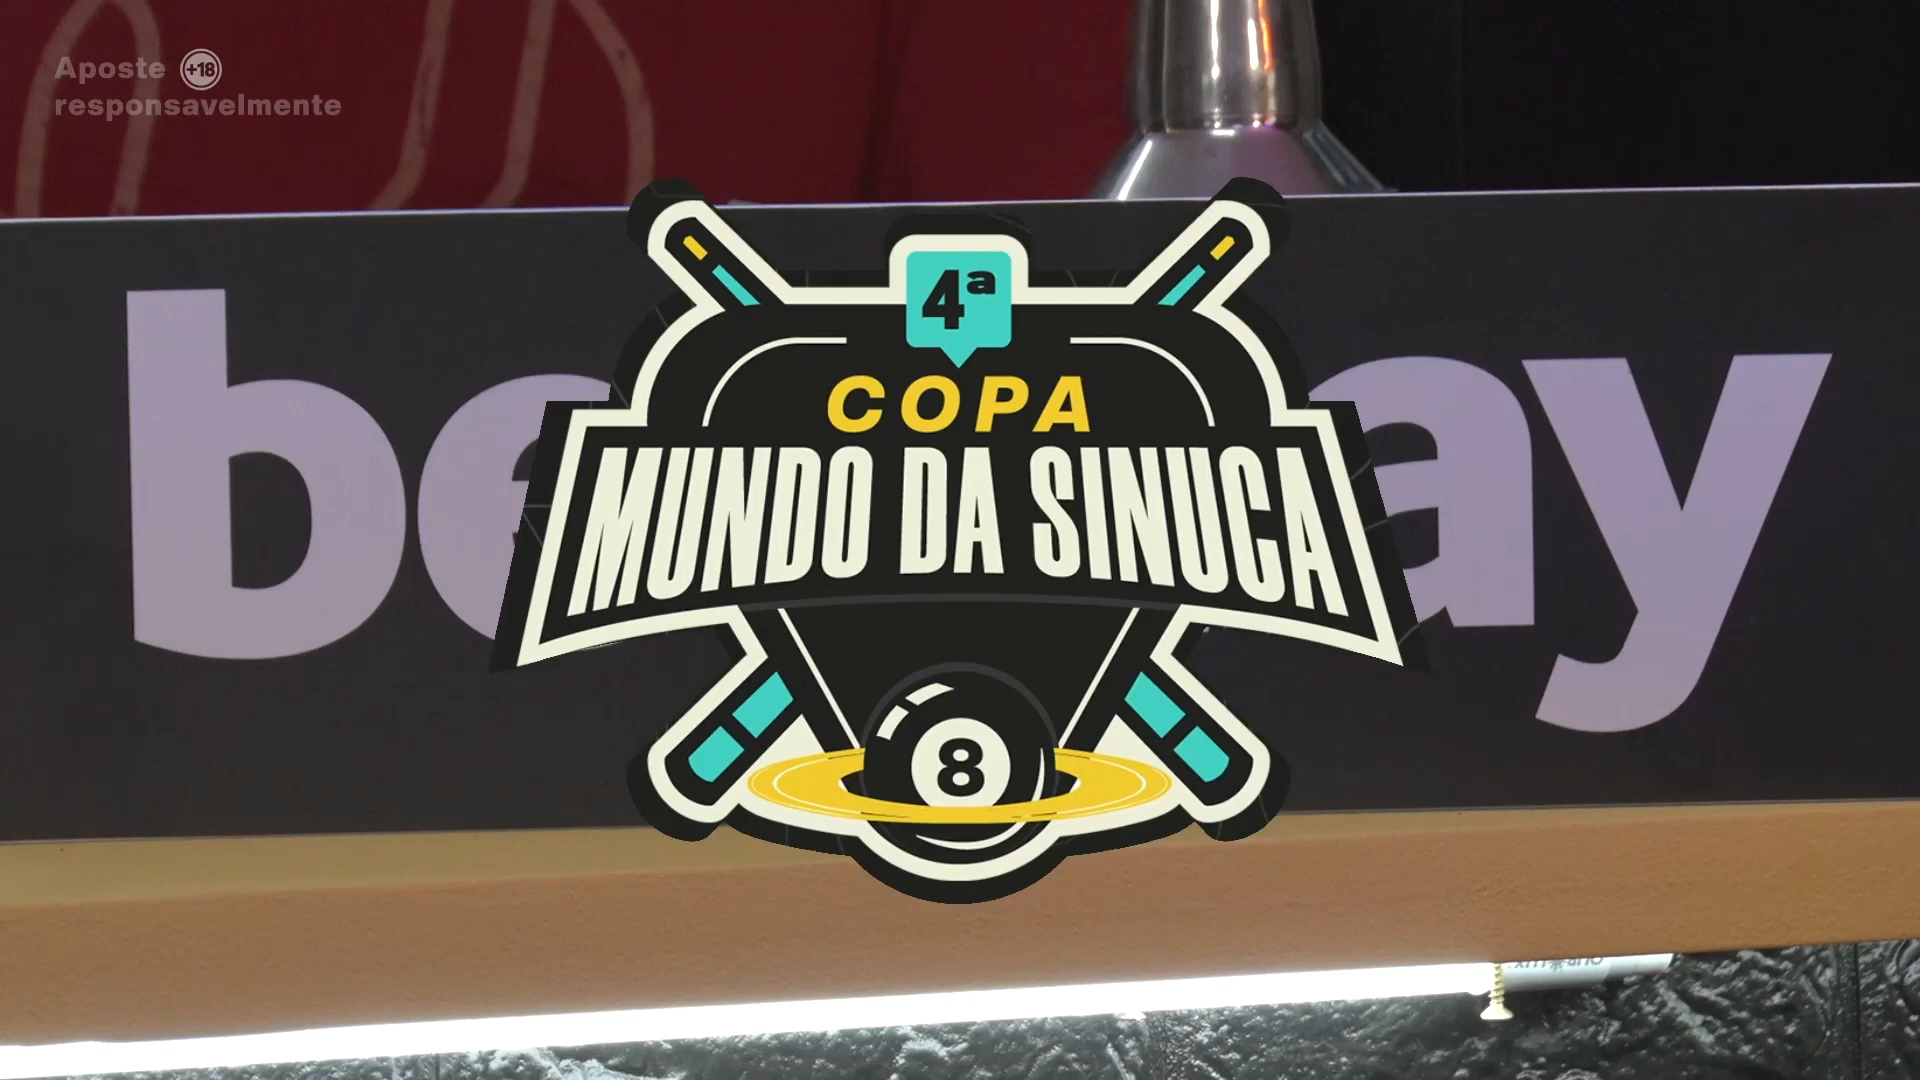 Aposte +18
responsavelmente
4ª
COPA
MUNDO DA SINUCA
8